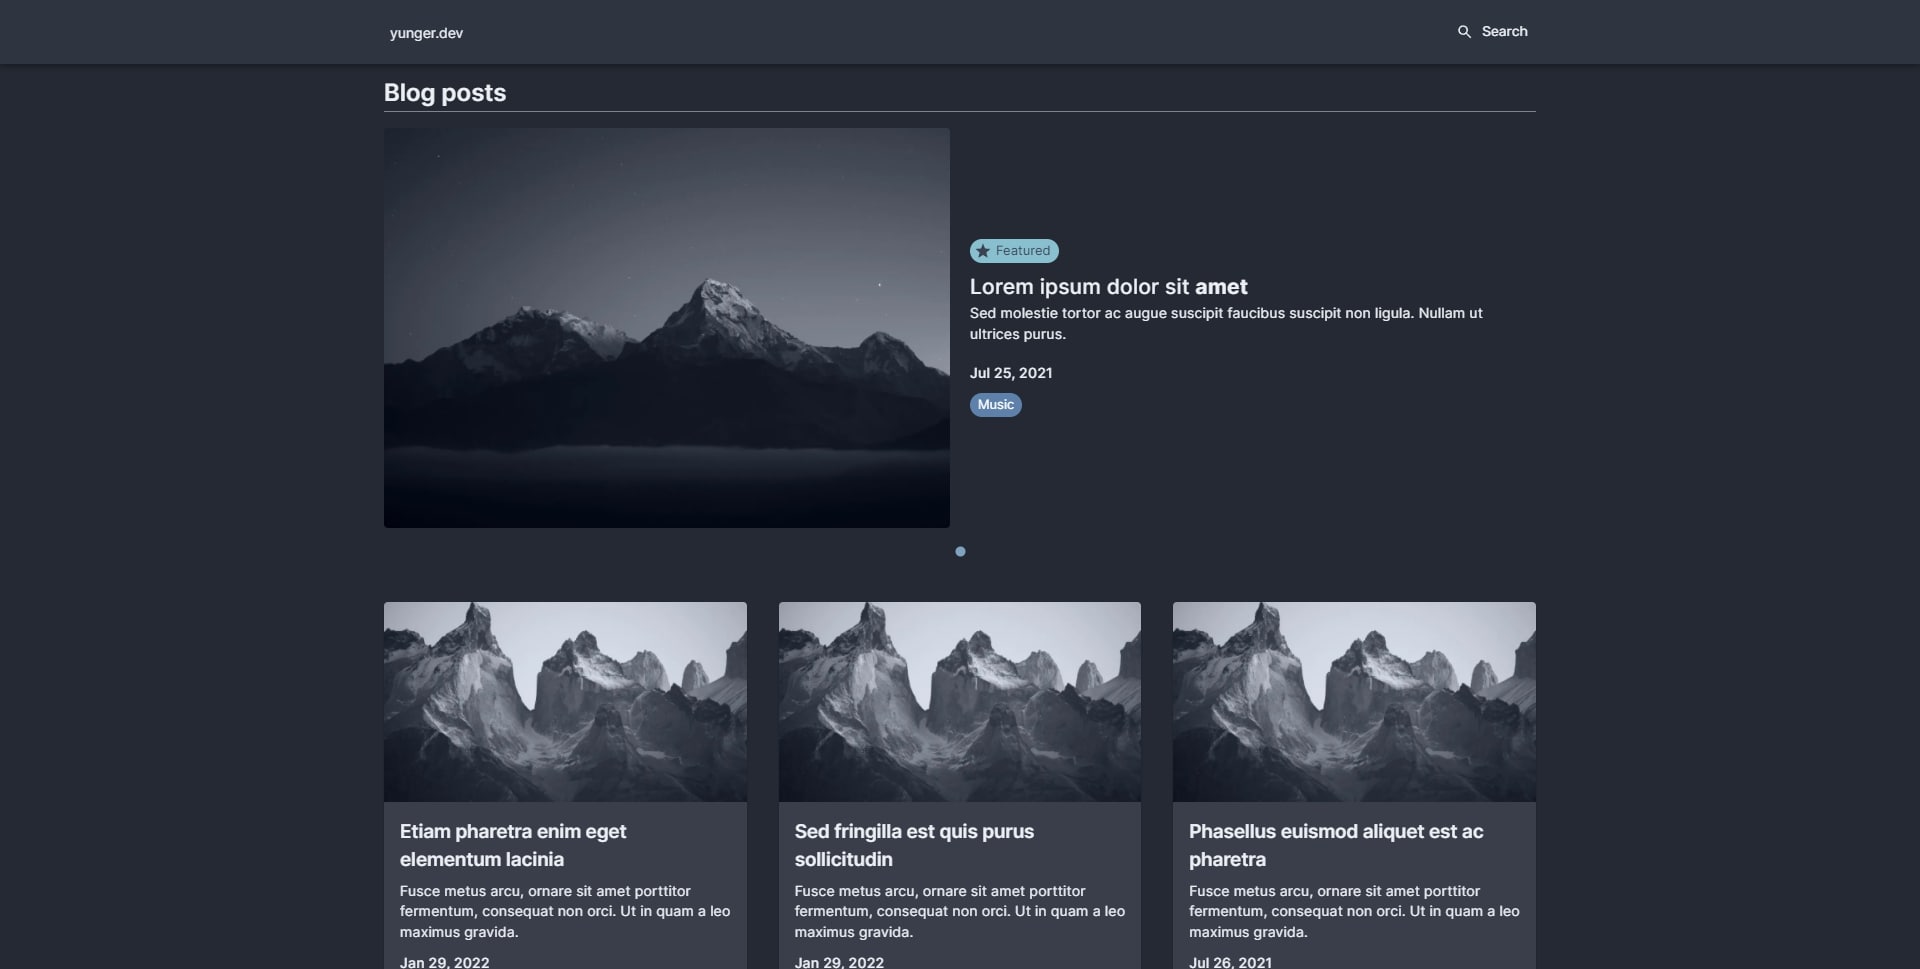 yunger.dev
Search
Blog posts
Featured
Lorem ipsum dolor sit amet
Sed molestie tortor ac augue suscipit faucibus suscipit non ligula. Nullam ut
ultrices purus.
Jul 25, 2021
Music
Etiam pharetra enim eget
elementum lacinia
Fusce metus arcu, ornare sit amet porttitor
fermentum, consequat non orci. Ut in quam a leo
maximus gravida.
Jan 29, 2022
Sed fringilla est quis purus
sollicitudin
Fusce metus arcu, ornare sit amet porttitor
fermentum, consequat non orci. Ut in quam a leo
maximus gravida.
Jan 29, 2022
Phasellus euismod aliquet est ac
pharetra
Fusce metus arcu, ornare sit amet porttitor
fermentum, consequat non orci. Ut in quam a leo
maximus gravida.
Jul 26, 2021